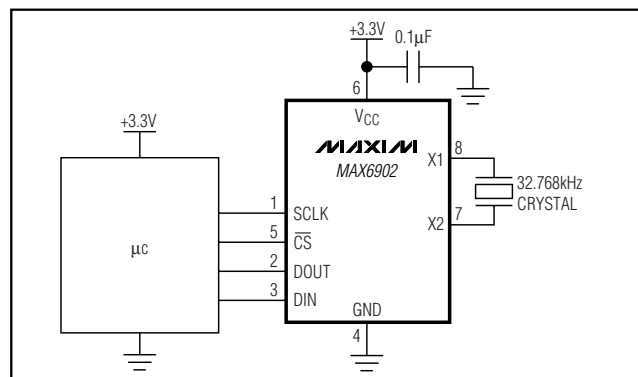 +3.3V
0.1µF
6
VCC
+3.3V
MAXIM
MAX6902
X1
8
32.768kHz
CRYSTAL
1
SCLK
5
CS
X2
7
µC
2
DOUT
3
DIN
GND
4